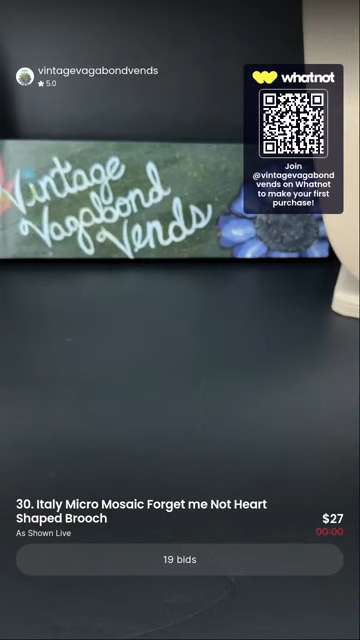 vintagevagabondvends
★ 5.0
whatnot
Join
@vintagevagabond
vends on Whatnot
to make your first
purchase!
Vintage
Vagabond
Vends
30. Italy Micro Mosaic Forget me Not Heart
Shaped Brooch
$27
As Shown Live
00:00
19 bids